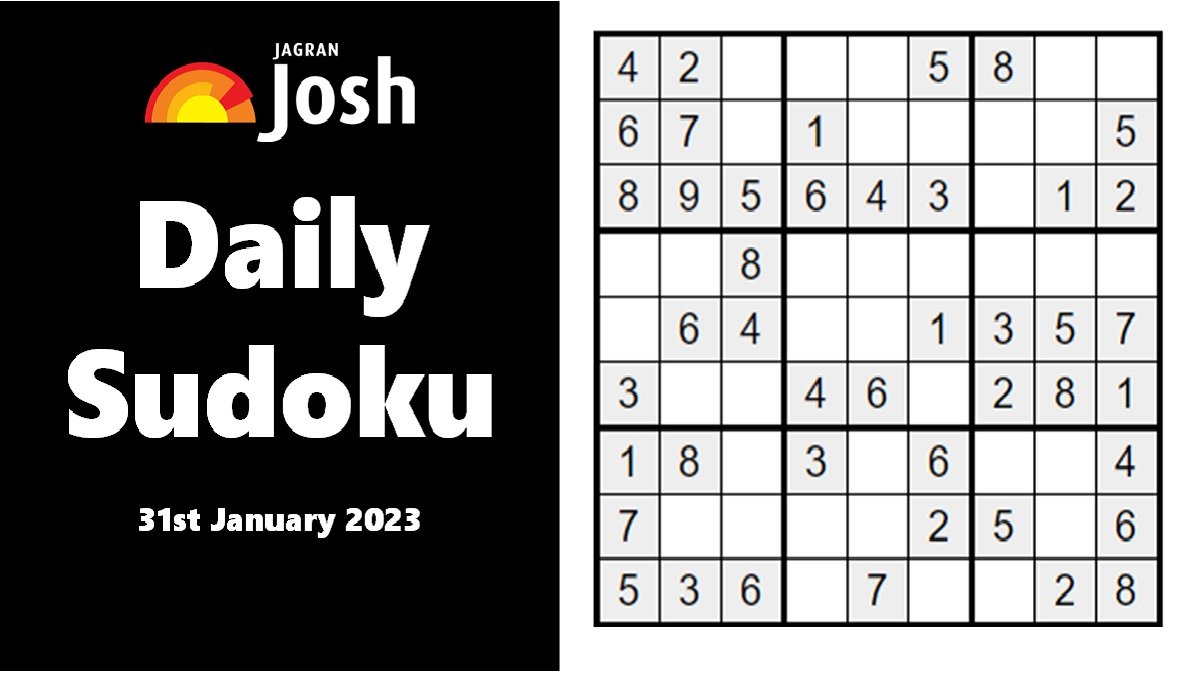 JAGRAN
Josh
Daily
Sudoku
31st January 2023
4 2 5 8
6 7 1 5
8 9 5 6 4 3 1 2
8
6 4 1 3 5 7
3 4 6 2 8 1
1 8 3 6 4
7 2 5 6
5 3 6 7 2 8